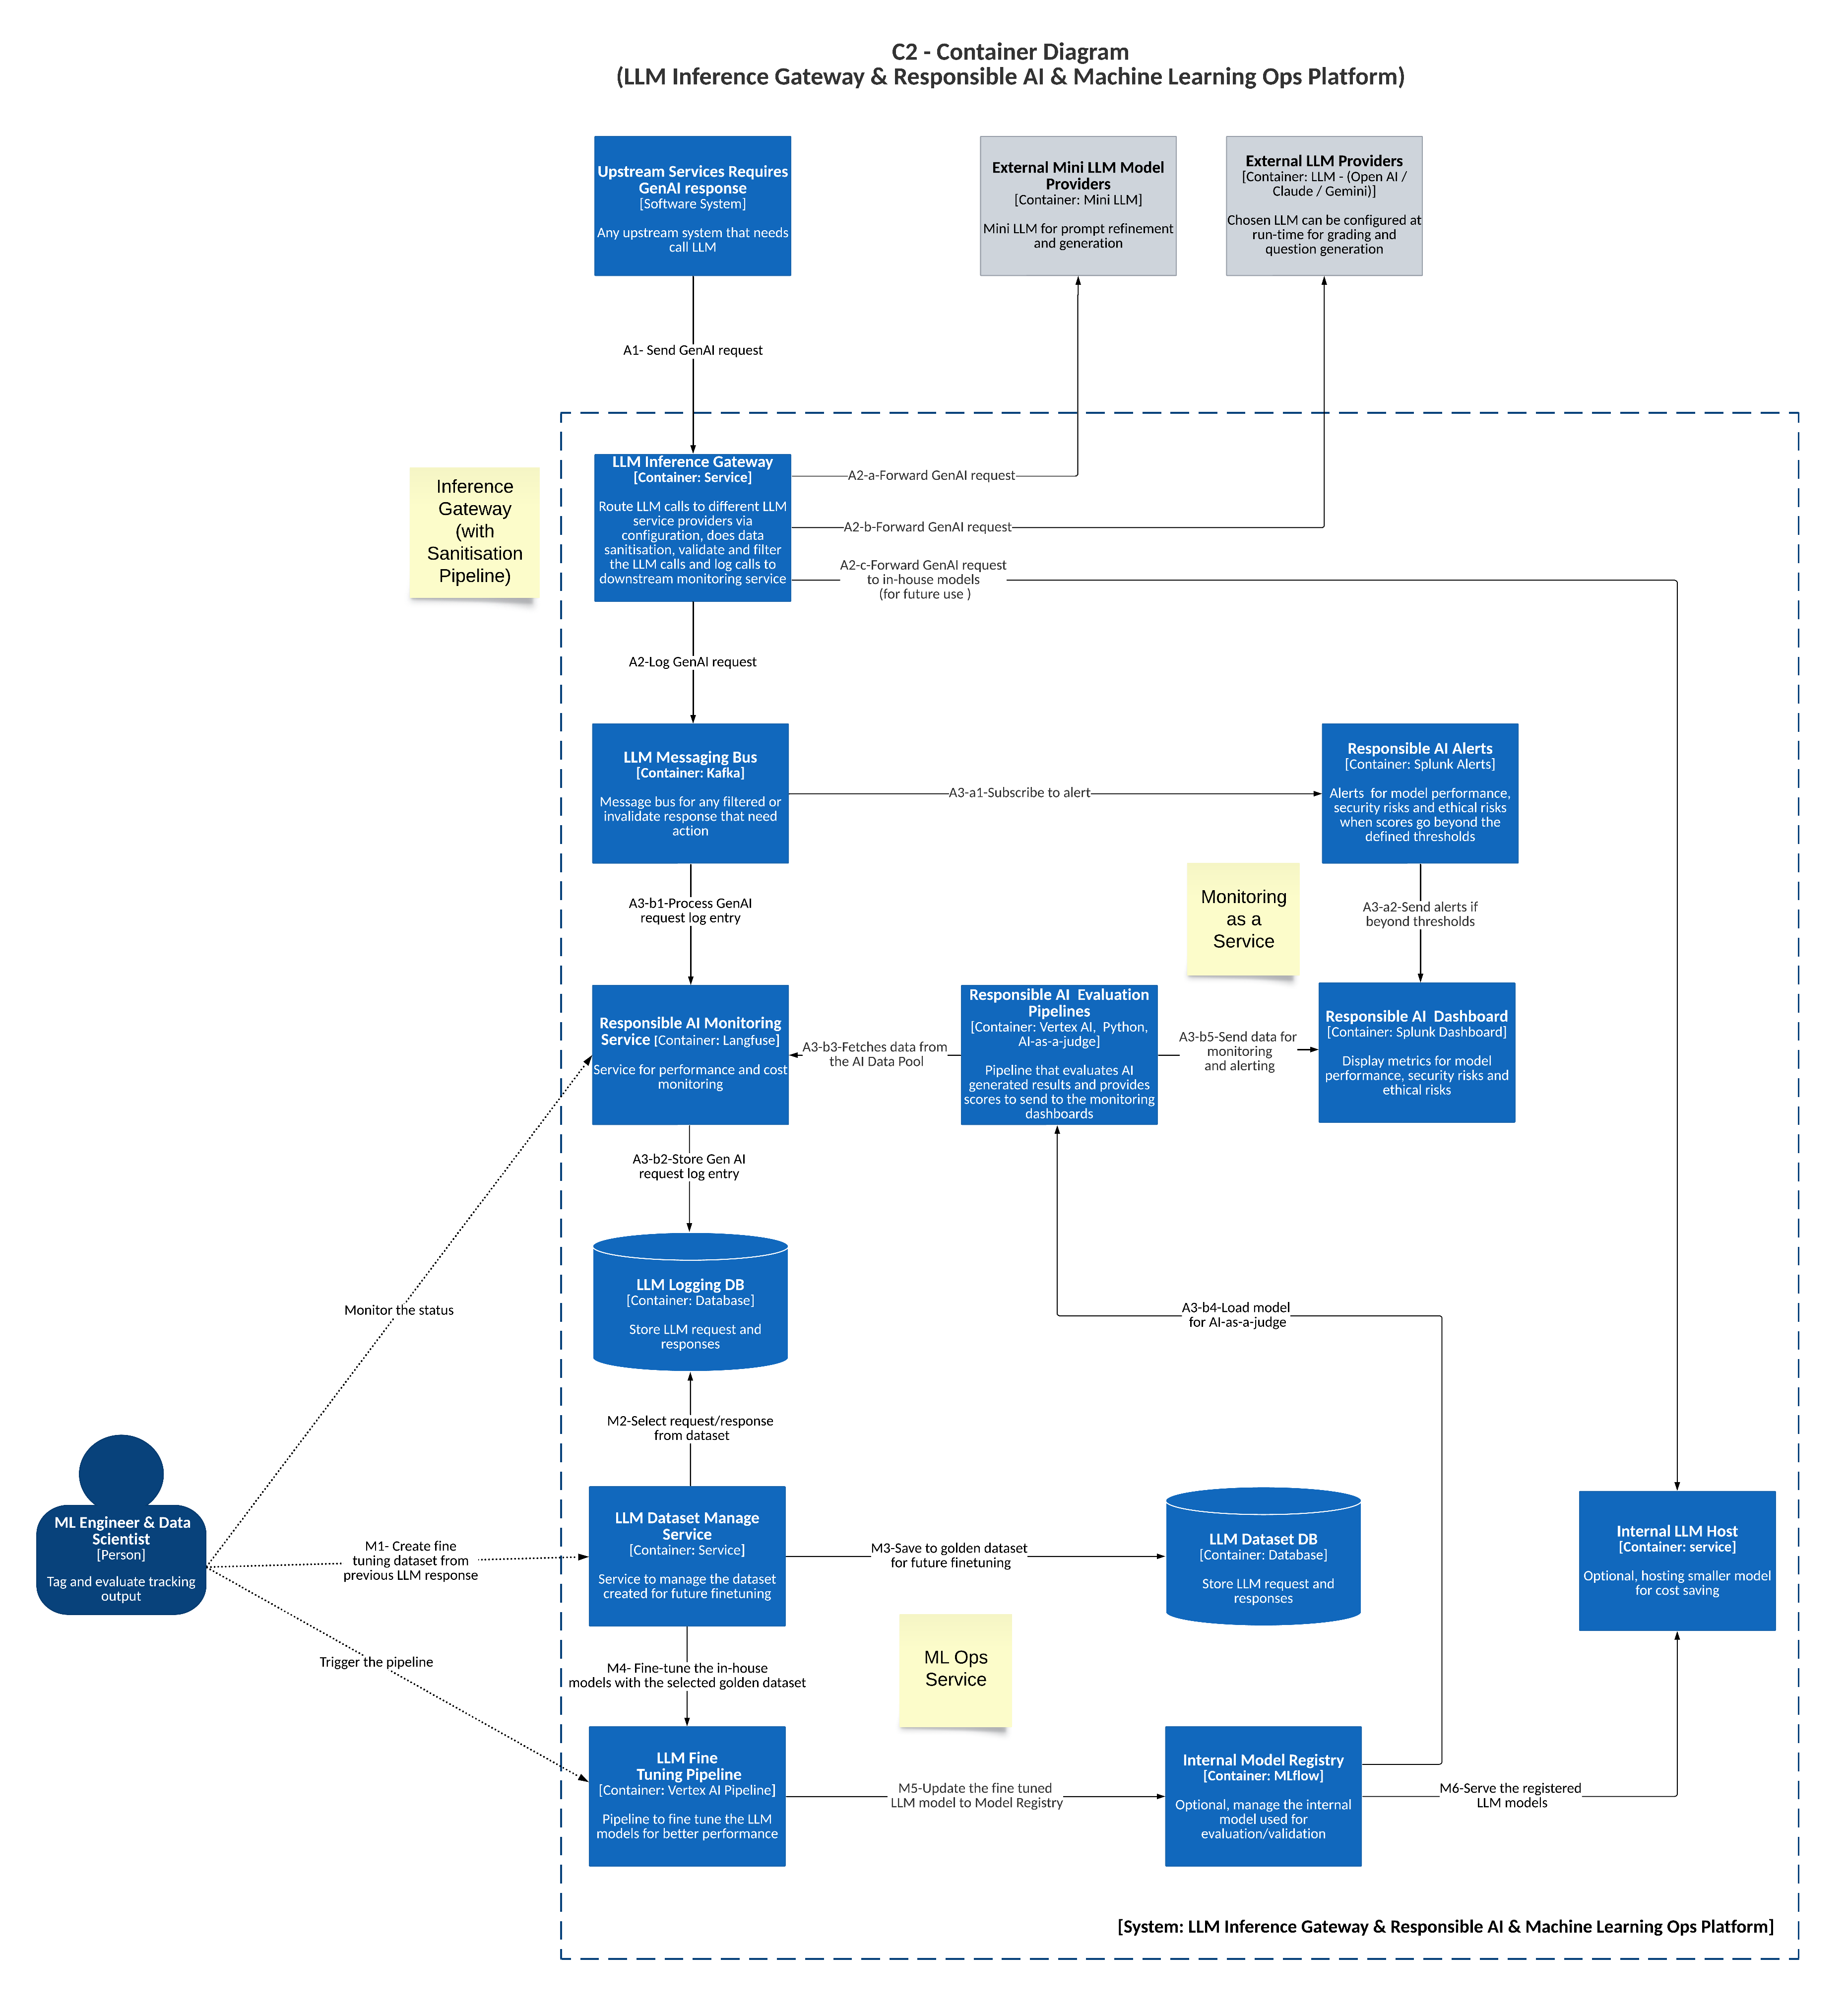 C2 - Container Diagram
(LLM Inference Gateway & Responsible AI & Machine Learning Ops Platform)
Upstream Services Requires
GenAI response
[Software System]
Any upstream system that needs
call LLM
External Mini LLM Model
Providers
[Container: Mini LLM]
Mini LLM for prompt refinement
and generation
External LLM Providers
[Container: LLM - (Open AI /
Claude / Gemini)]
Chosen LLM can be configured at
run-time for grading and
question generation
A1- Send GenAI request
Inference
Gateway
(with
Sanitisation
Pipeline)
LLM Inference Gateway
[Container: Service]
Route LLM calls to different LLM
service providers via
configuration, does data
sanitisation, validate and filter
the LLM calls and log calls to
downstream monitoring service
A2-a-Forward GenAI request
A2-b-Forward GenAI request
A2-c-Forward GenAI request
to in-house models
(for future use )
A2-Log GenAI request
LLM Messaging Bus
[Container: Kafka]
Message bus for any filtered or
invalidate response that need
action
A3-a1-Subscribe to alert
Responsible AI Alerts
[Container: Splunk Alerts]
Alerts  for model performance,
security risks and ethical risks
when scores go beyond the
defined thresholds
A3-b1-Process GenAI
request log entry
Monitoring
as a
Service
A3-a2-Send alerts if
beyond thresholds
Responsible AI Monitoring
Service [Container: Langfuse]
Service for performance and cost
monitoring
A3-b3-Fetches data from
the AI Data Pool
Responsible AI  Evaluation
Pipelines
[Container: Vertex AI,  Python,
AI-as-a-judge]
Pipeline that evaluates AI
generated results and provides
scores to send to the monitoring
dashboards
A3-b5-Send data for
monitoring
and alerting
Responsible AI  Dashboard
[Container: Splunk Dashboard]
Display metrics for model
performance, security risks and
ethical risks
A3-b2-Store Gen AI
request log entry
LLM Logging DB
[Container: Database]
Store LLM request and
responses
Monitor the status
A3-b4-Load model
for AI-as-a-judge
M2-Select request/response
from dataset
ML Engineer & Data
Scientist
[Person]
Tag and evaluate tracking
output
M1- Create fine
tuning dataset from
previous LLM response
LLM Dataset Manage
Service
[Container: Service]
Service to manage the dataset
created for future finetuning
M3-Save to golden dataset
for future finetuning
LLM Dataset DB
[Container: Database]
Store LLM request and
responses
Internal LLM Host
[Container: service]
Optional, hosting smaller model
for cost saving
Trigger the pipeline
M4- Fine-tune the in-house
models with the selected golden dataset
ML Ops
Service
LLM Fine
Tuning Pipeline
[Container: Vertex AI Pipeline]
Pipeline to fine tune the LLM
models for better performance
M5-Update the fine tuned
LLM model to Model Registry
Internal Model Registry
[Container: MLflow]
Optional, manage the internal
model used for
evaluation/validation
M6-Serve the registered
LLM models
[System: LLM Inference Gateway & Responsible AI & Machine Learning Ops Platform]